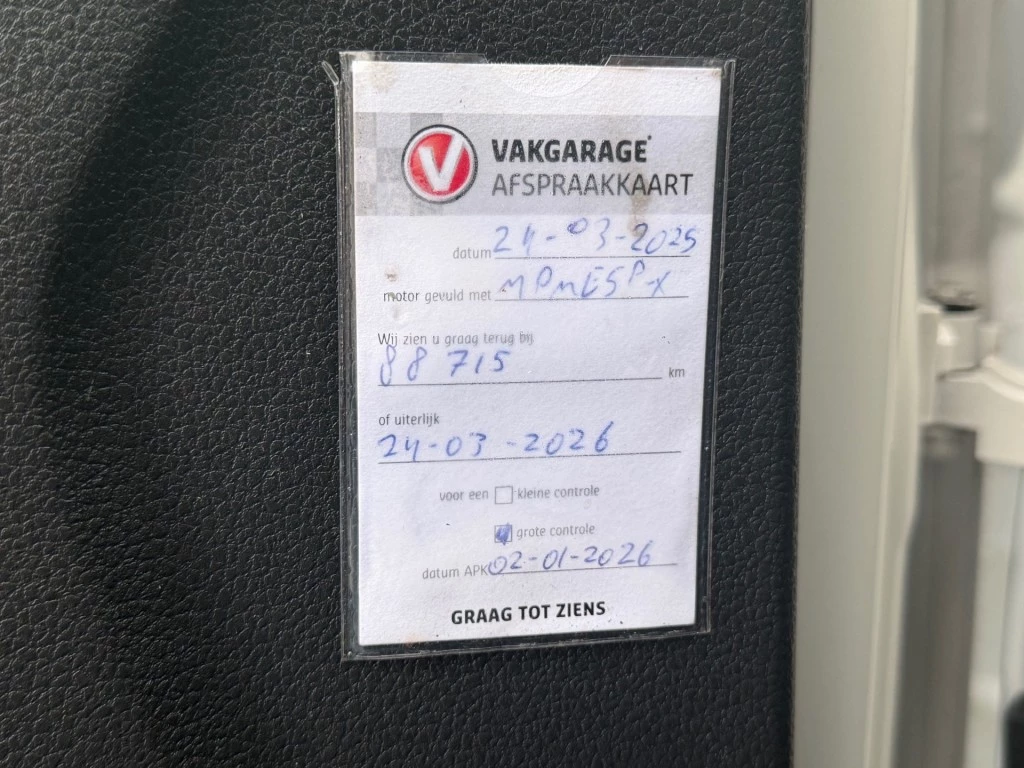 V VAKGARAGE
AFSPRAAKKAART
datum 24-03-2025
motor gevuld met MPMESP-X
Wij zien u graag terug bij
88 715 km
of uiterlijk
24-03-2026
voor een kleine controle
grote controle
datum APK 02-01-2026
GRAAG TOT ZIENS